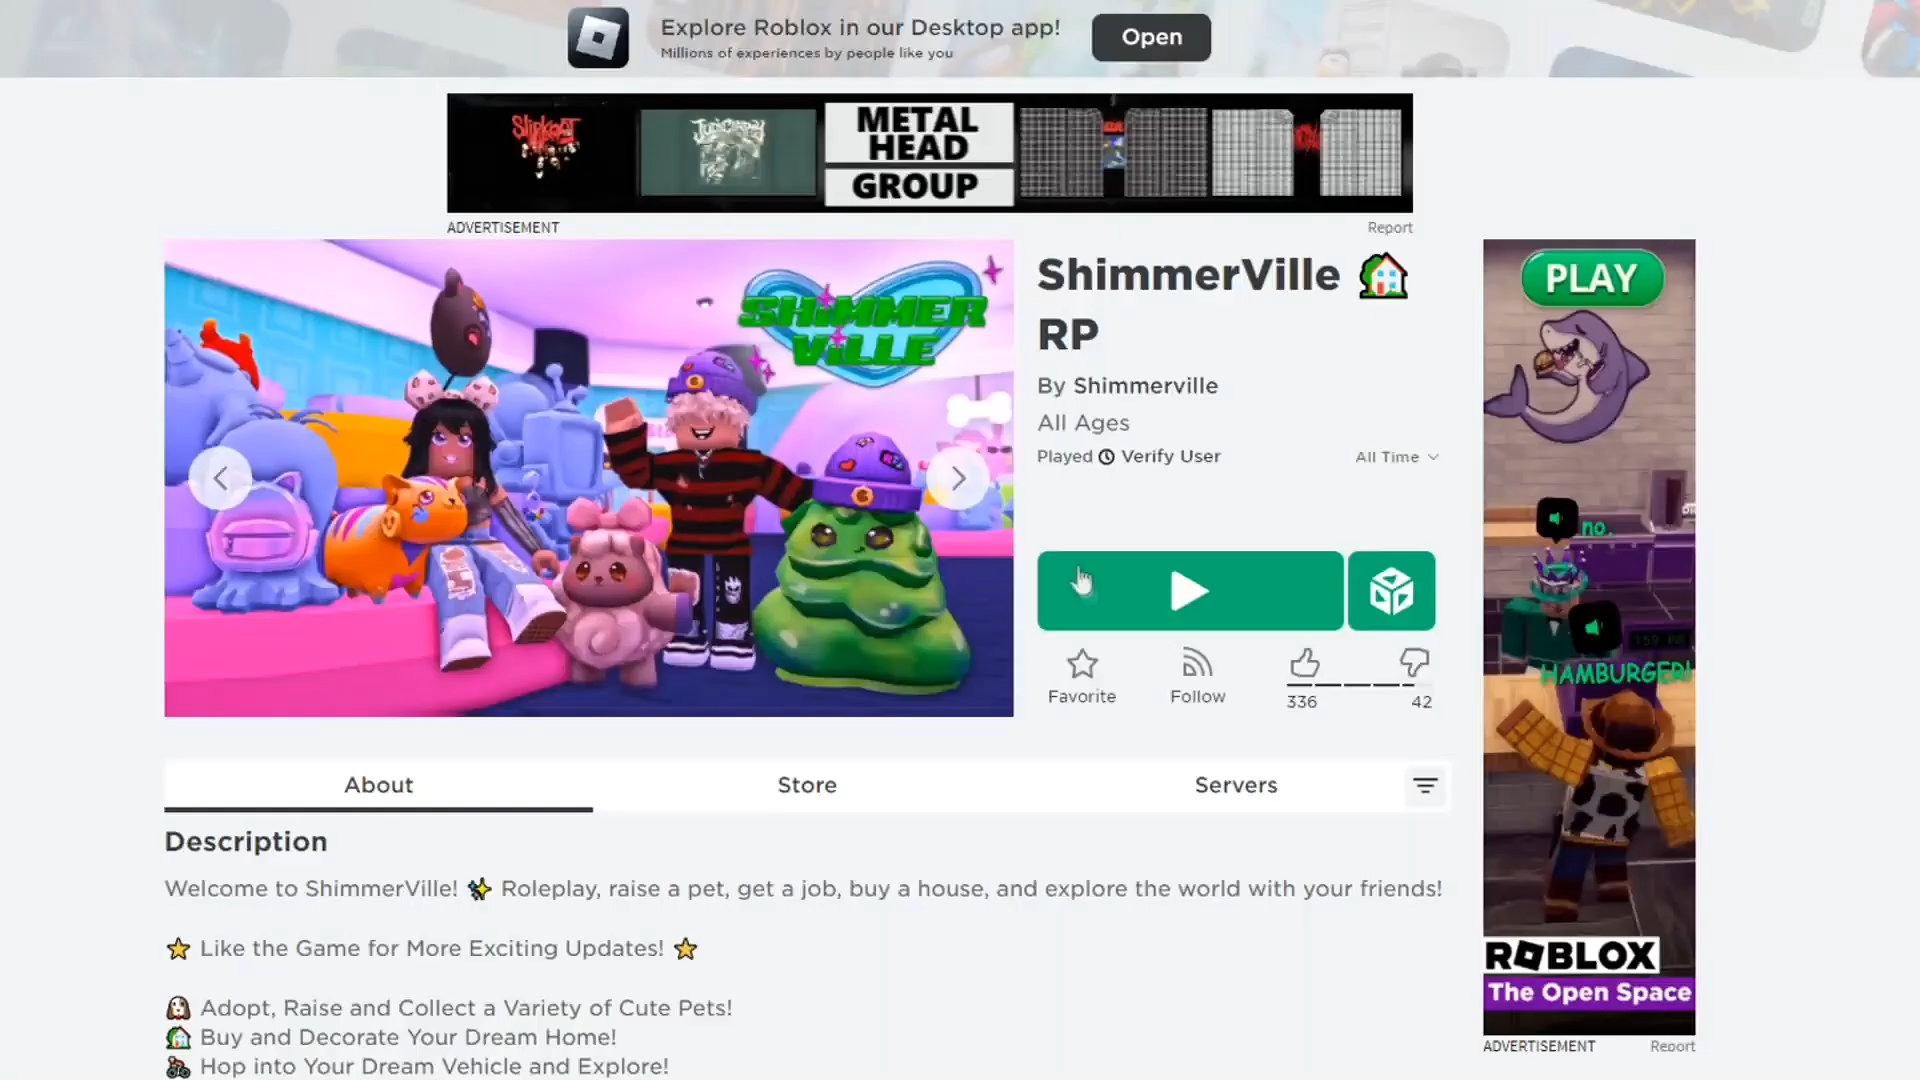 Explore Roblox in our Desktop app!
Millions of experiences by people like you
Open
Slipknot
METAL
HEAD
GROUP
ADVERTISEMENT
Report
SHIMMER
ViLLE
ShimmerVille
RP
By Shimmerville
All Ages
Played Verify User
All Time
Favorite
Follow
336
42
PLAY
no.
HAMBURGER!
ROBLOX
The Open Space
ADVERTISEMENT
Report
About
Store
Servers
Description
Welcome to ShimmerVille! ✨ Roleplay, raise a pet, get a job, buy a house, and explore the world with your friends!
⭐ Like the Game for More Exciting Updates! ⭐
🐶 Adopt, Raise and Collect a Variety of Cute Pets!
🏠 Buy and Decorate Your Dream Home!
🚴 Hop into Your Dream Vehicle and Explore!